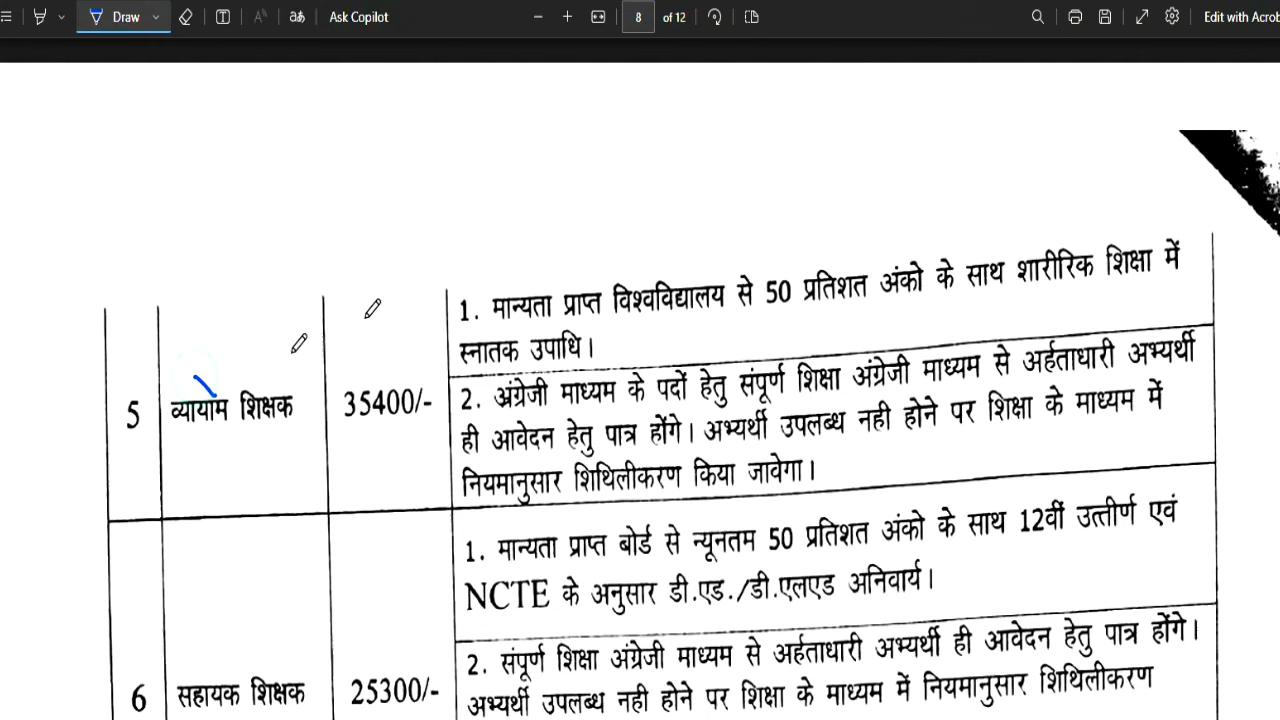 Draw
Ask Copilot
8 of 12
Edit with Acrob
1. मान्यता प्राप्त विश्वविद्यालय से 50 प्रतिशत अंको के साथ शारीरिक शिक्षा में
स्नातक उपाधि।
5 व्यायाम शिक्षक 35400/-
2. अंग्रेजी माध्यम के पदों हेतु संपूर्ण शिक्षा अंग्रेजी माध्यम से अर्हताधारी अभ्यर्थी
ही आवेदन हेतु पात्र होंगे। अभ्यर्थी उपलब्ध नही होने पर शिक्षा के माध्यम में
नियमानुसार शिथिलीकरण किया जावेगा।
1. मान्यता प्राप्त बोर्ड से न्यूनतम 50 प्रतिशत अंको के साथ 12वीं उत्तीर्ण एवं
NCTE के अनुसार डी.एड./डी.एलएड अनिवार्य।
6 सहायक शिक्षक 25300/-
2. संपूर्ण शिक्षा अंग्रेजी माध्यम से अर्हताधारी अभ्यर्थी ही आवेदन हेतु पात्र होंगे।
अभ्यर्थी उपलब्ध नही होने पर शिक्षा के माध्यम में नियमानुसार शिथिलीकरण